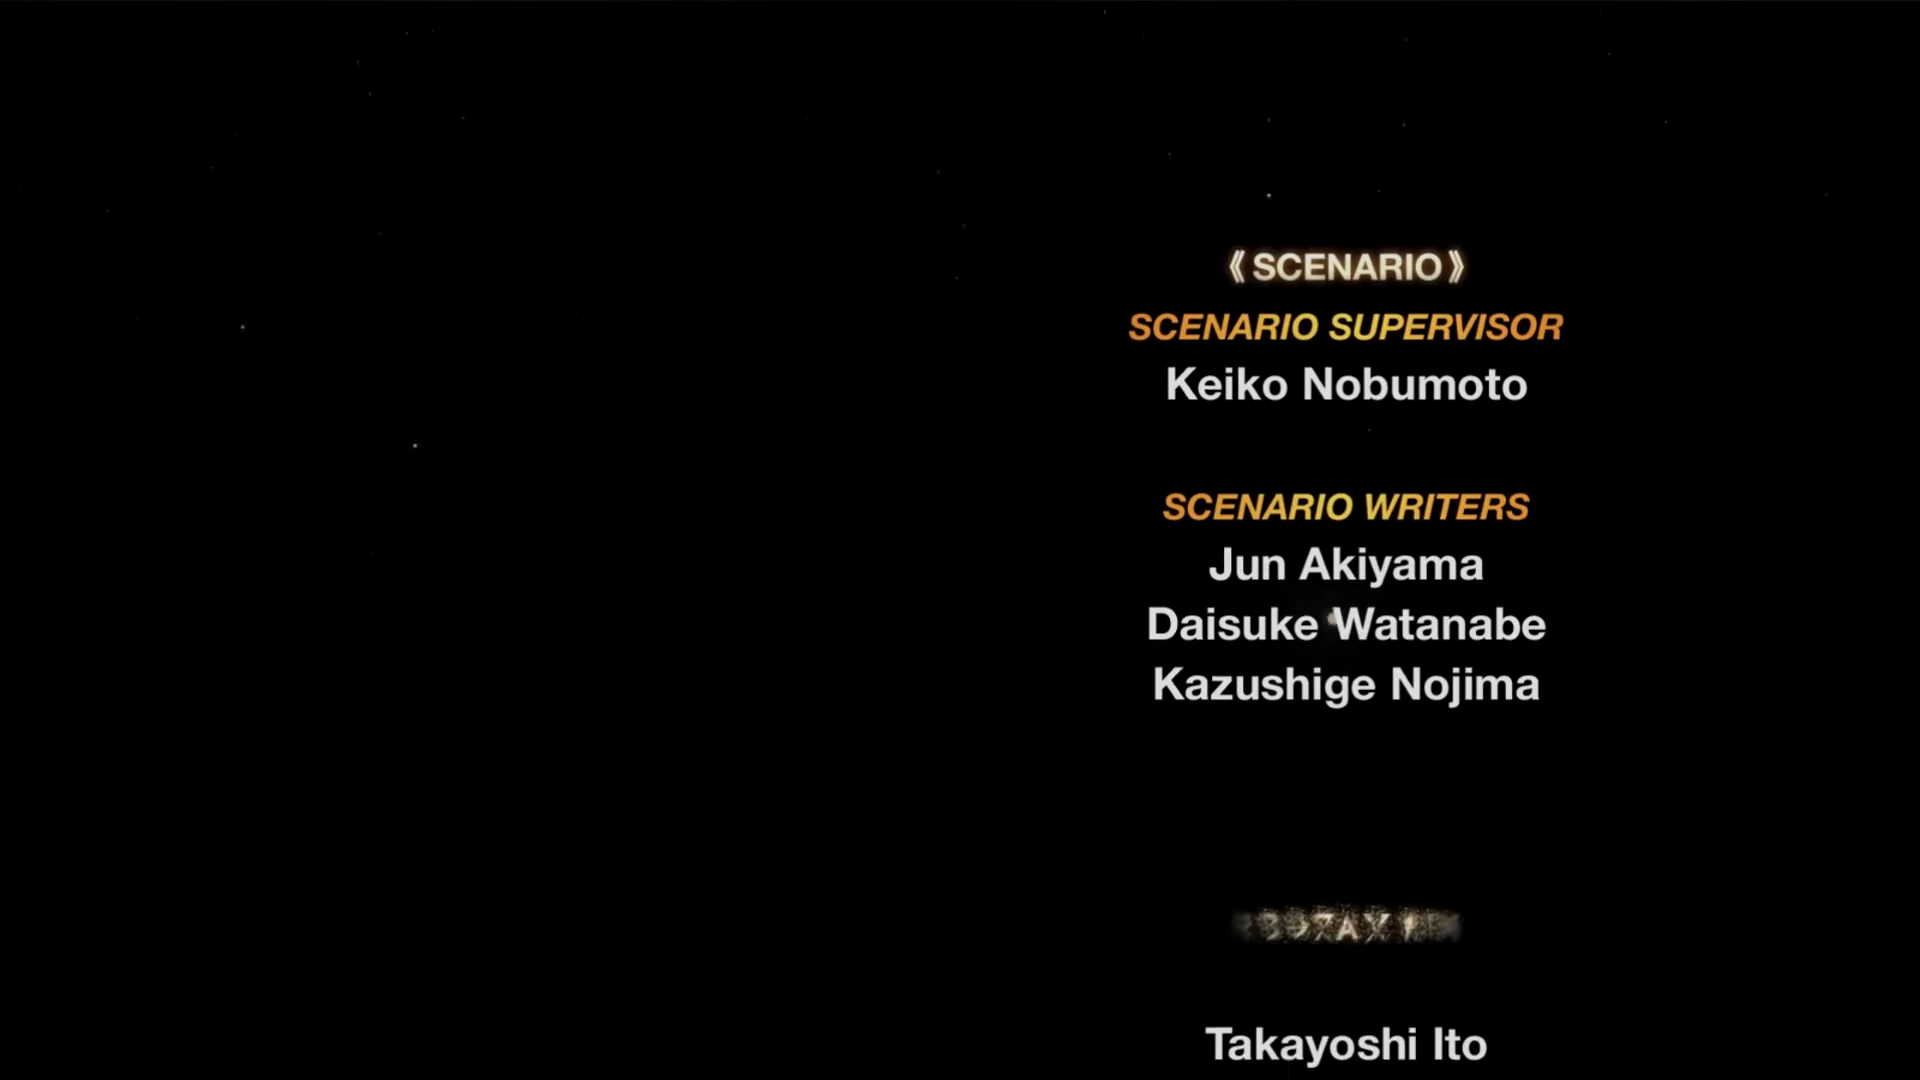 《SCENARIO》
SCENARIO SUPERVISOR
Keiko Nobumoto
SCENARIO WRITERS
Jun Akiyama
Daisuke Watanabe
Kazushige Nojima
Takayoshi Ito